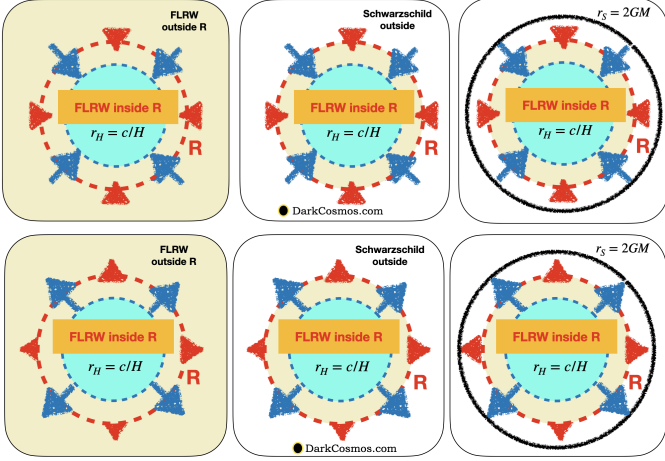 FLRW
outside R
FLRW inside R
r_H = c/H
R
Schwarzschild
outside
FLRW inside R
r_H = c/H
R
DarkCosmos.com
r_S = 2GM
FLRW inside R
r_H = c/H
R
FLRW
outside R
FLRW inside R
r_H = c/H
R
Schwarzschild
outside
FLRW inside R
r_H = c/H
R
DarkCosmos.com
r_S = 2GM
FLRW inside R
r_H = c/H
R